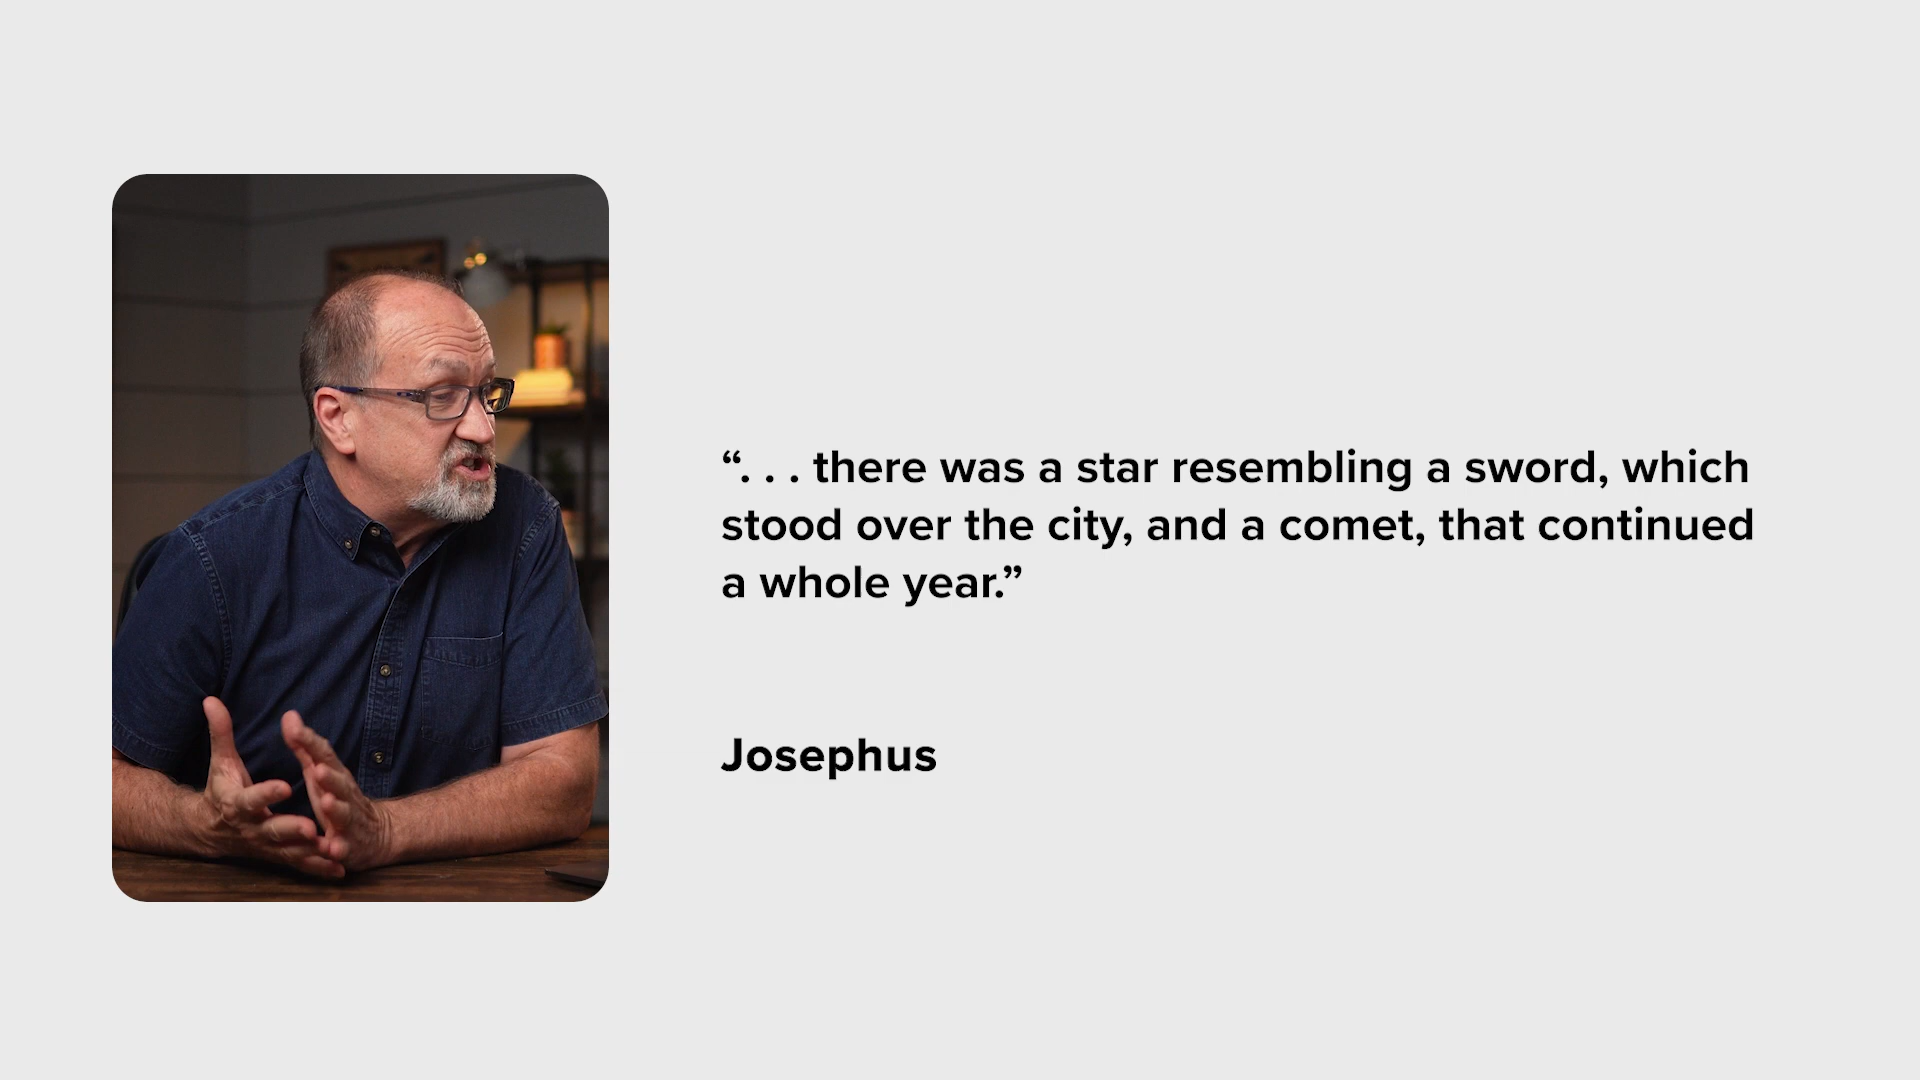 “. . . there was a star resembling a sword, which
stood over the city, and a comet, that continued
a whole year.”
Josephus